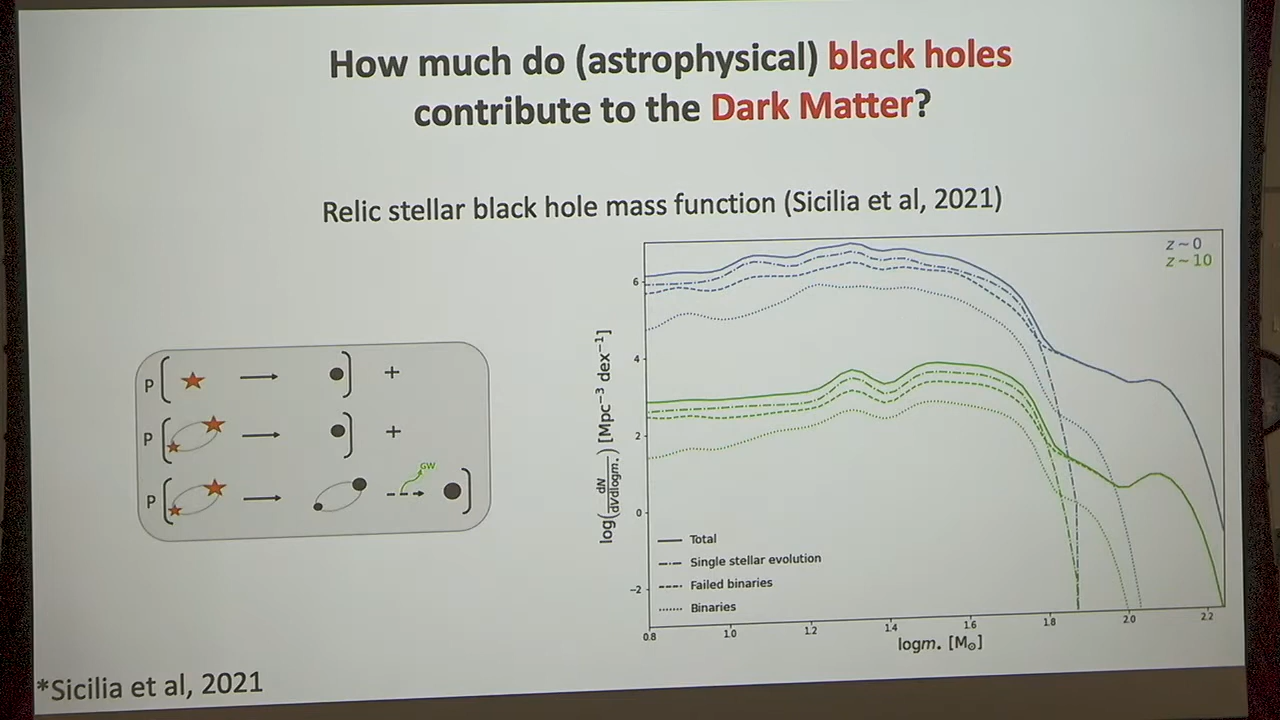 How much do (astrophysical) black holes
contribute to the Dark Matter?
Relic stellar black hole mass function (Sicilia et al, 2021)
P
+
P
+
P
GW
z~0
z~10
6
4
2
0
−2
log(dN/dVdlogm•) [Mpc⁻³ dex⁻¹]
Total
Single stellar evolution
Failed binaries
Binaries
0.8 1.0 1.2 1.4 1.6 1.8 2.0 2.2
logm• [M⊙]
*Sicilia et al, 2021